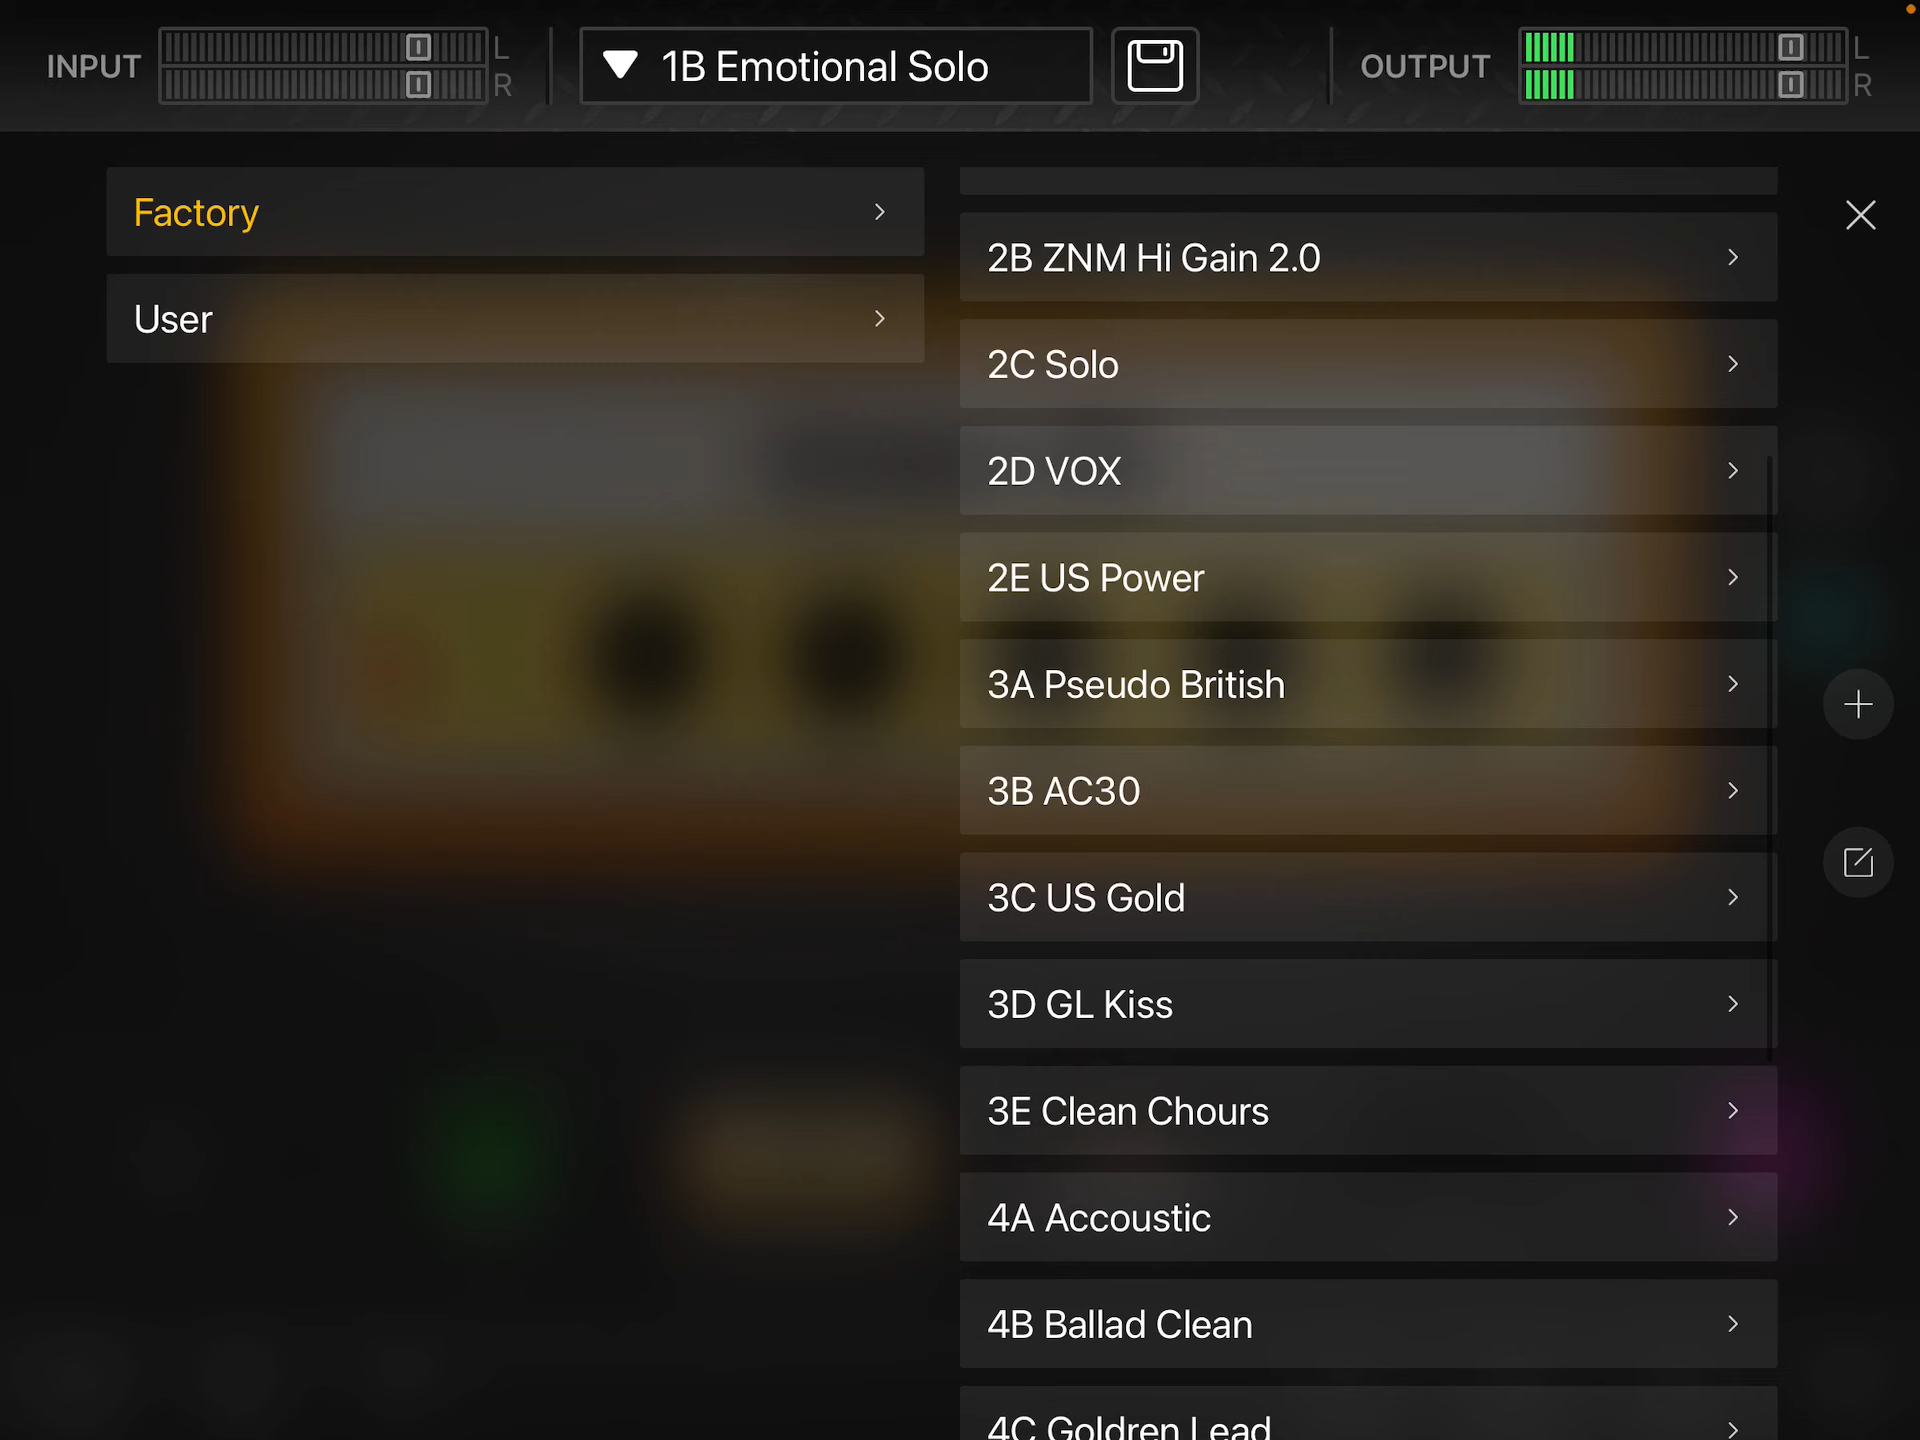 INPUT
L
R
1B Emotional Solo
OUTPUT
L
R
Factory
User
2B ZNM Hi Gain 2.0
2C Solo
2D VOX
2E US Power
3A Pseudo British
3B AC30
3C US Gold
3D GL Kiss
3E Clean Chours
4A Accoustic
4B Ballad Clean
4C Goldren Lead